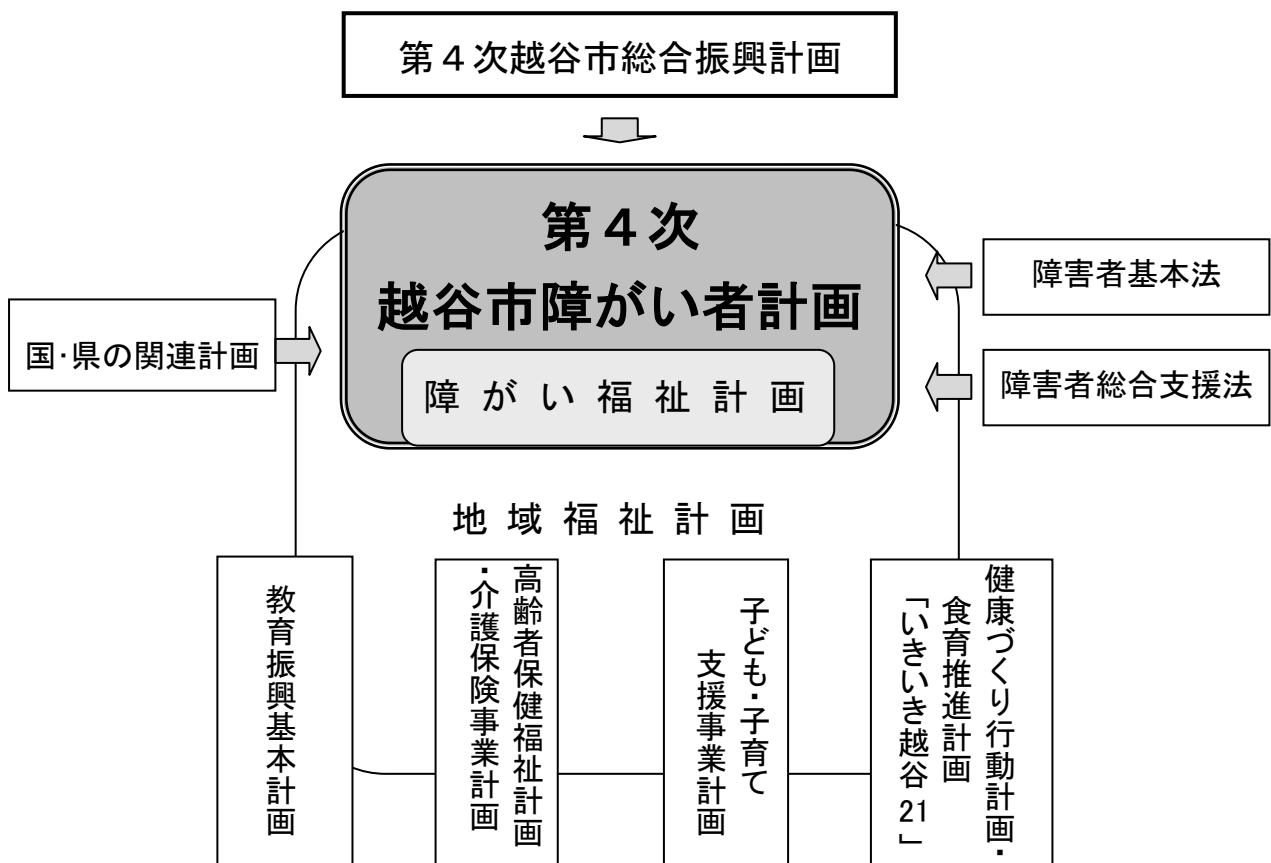 第４次越谷市総合振興計画
第４次
越谷市障がい者計画
障がい福祉計画
国･県の関連計画
障害者基本法
障害者総合支援法
地域福祉計画
教育振興基本計画
高齢者保健福祉計画
・介護保険事業計画
子ども・子育て
支援事業計画
健康づくり行動計画・
食育推進計画
「いきいき越谷21」